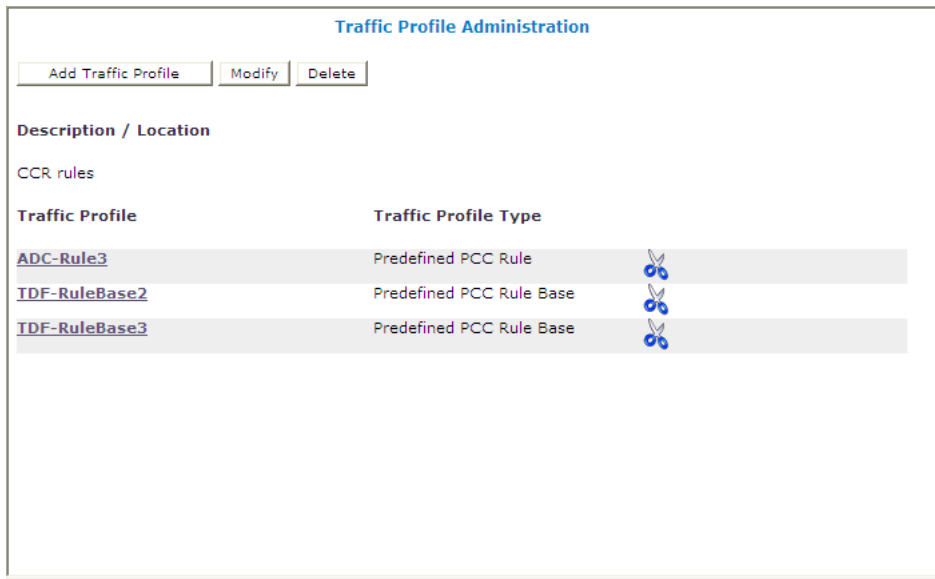 Traffic Profile Administration
Add Traffic Profile Modify Delete
Description / Location
CCR rules
Traffic Profile Traffic Profile Type
ADC-Rule3 Predefined PCC Rule
TDF-RuleBase2 Predefined PCC Rule Base
TDF-RuleBase3 Predefined PCC Rule Base